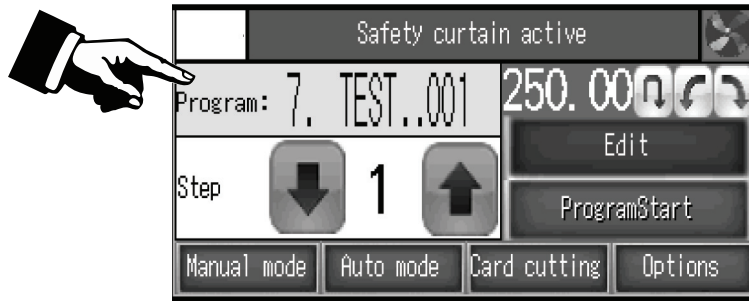 Safety curtain active
Program: 7. TEST..001
250.00
Edit
Step 1
ProgramStart
Manual mode Auto mode Card cutting Options